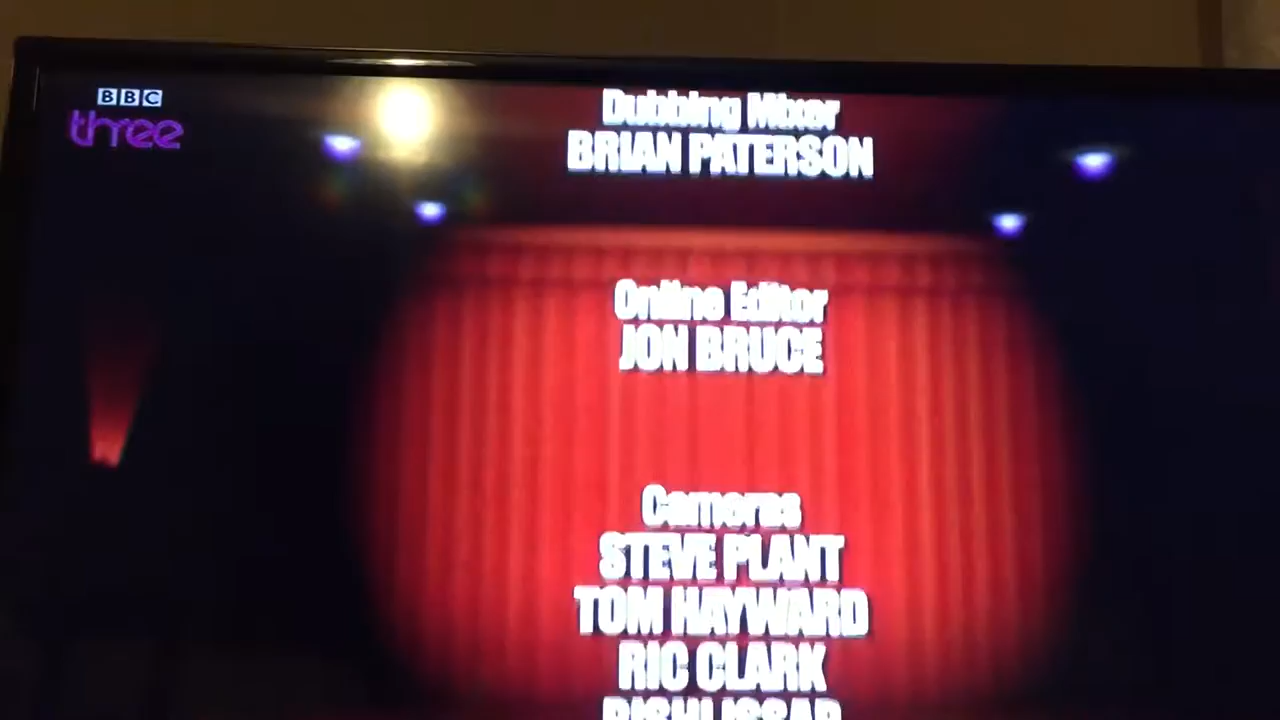 BBC
three
Dubbing Mixer
BRIAN PATERSON
Online Editor
JON BRUCE
Cameras
STEVE PLANT
TOM HAYWARD
RIC CLARK